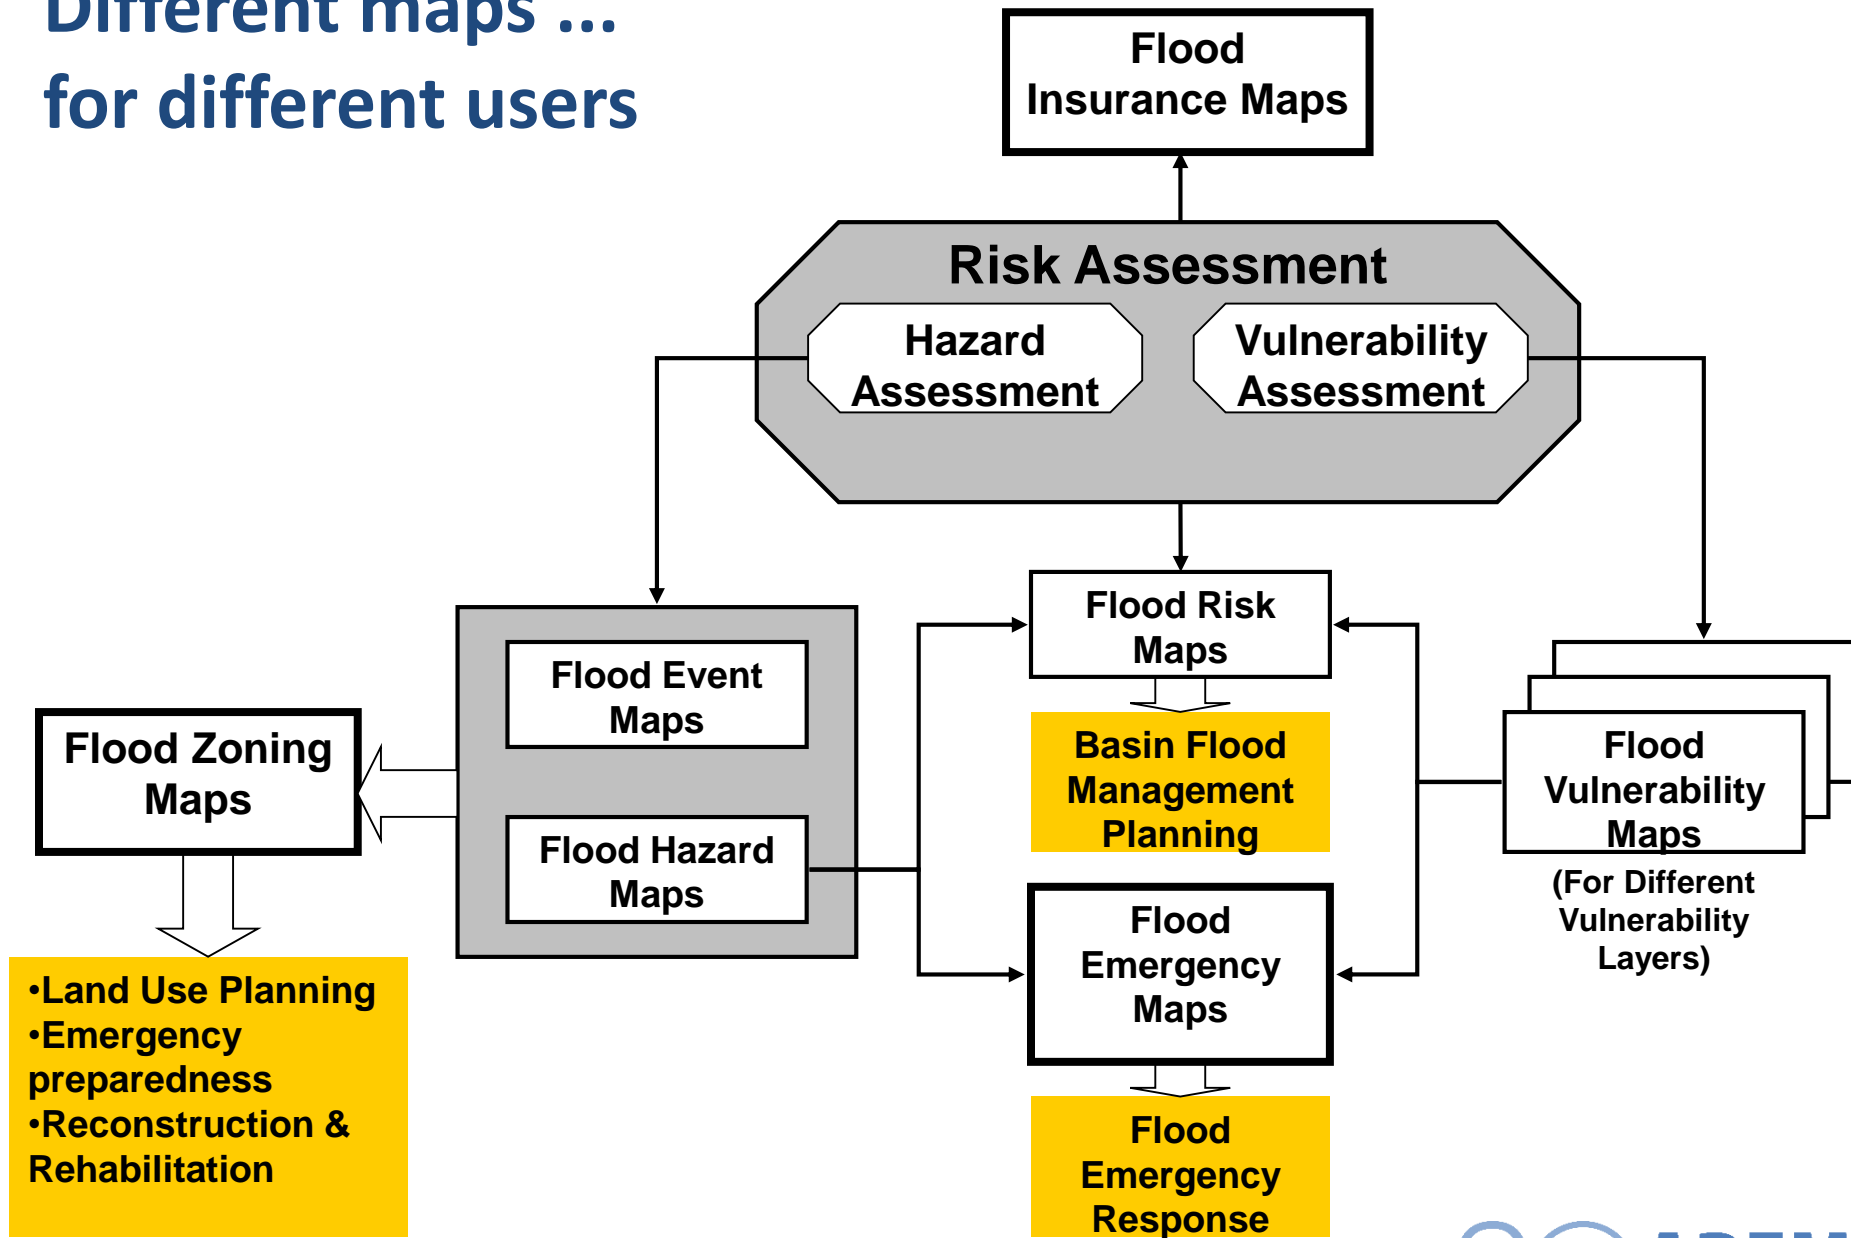 Different maps ...
for different users
Flood
Insurance Maps
Risk Assessment
Hazard
Assessment
Vulnerability
Assessment
Flood Risk
Maps
Flood Event
Maps
Flood Zoning
Maps
Basin Flood
Management
Planning
Flood
Vulnerability
Maps
Flood Hazard
Maps
(For Different
Vulnerability
Layers)
Flood
Emergency
Maps
•Land Use Planning
•Emergency
preparedness
•Reconstruction &
Rehabilitation
Flood
Emergency
Response